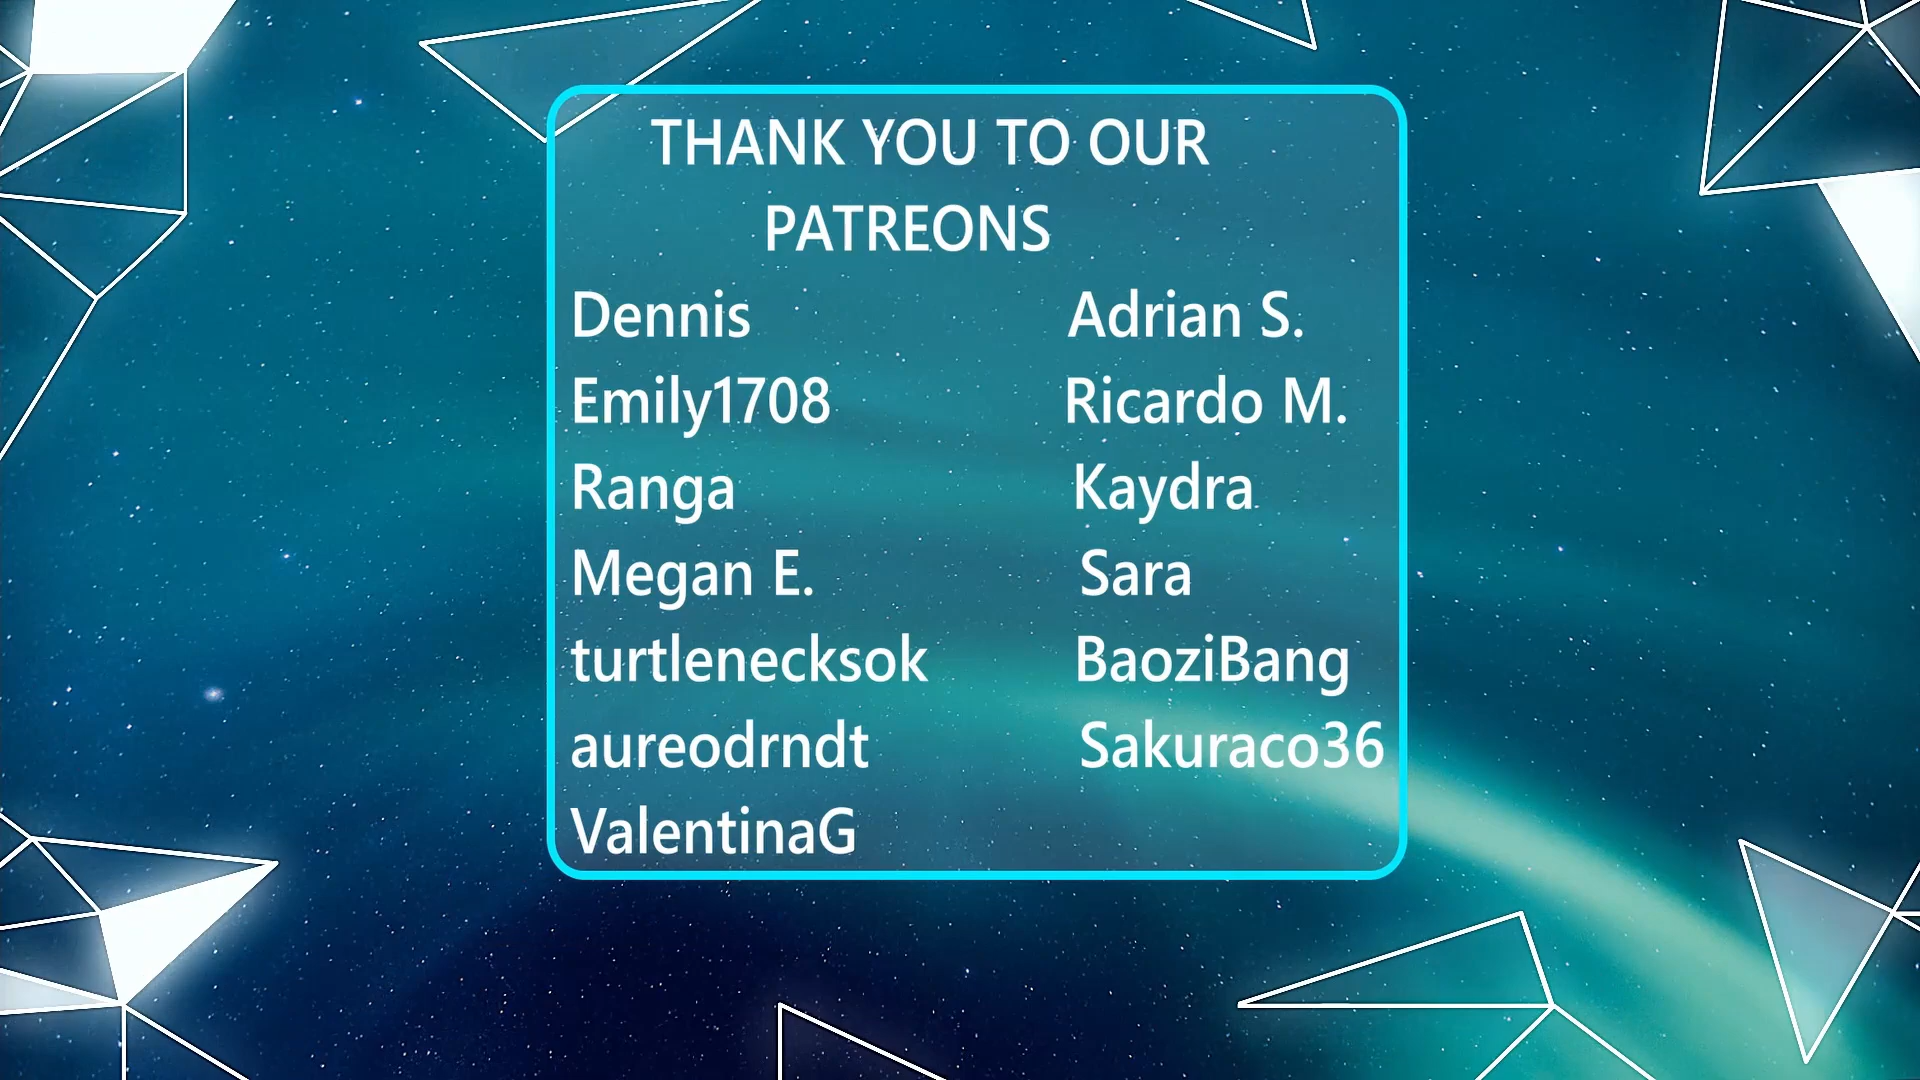 THANK YOU TO OUR
PATREONS
Dennis Adrian S.
Emily1708 Ricardo M.
Ranga Kaydra
Megan E. Sara
turtlenecksok BaoziBang
aureodrndt Sakuraco36
ValentinaG